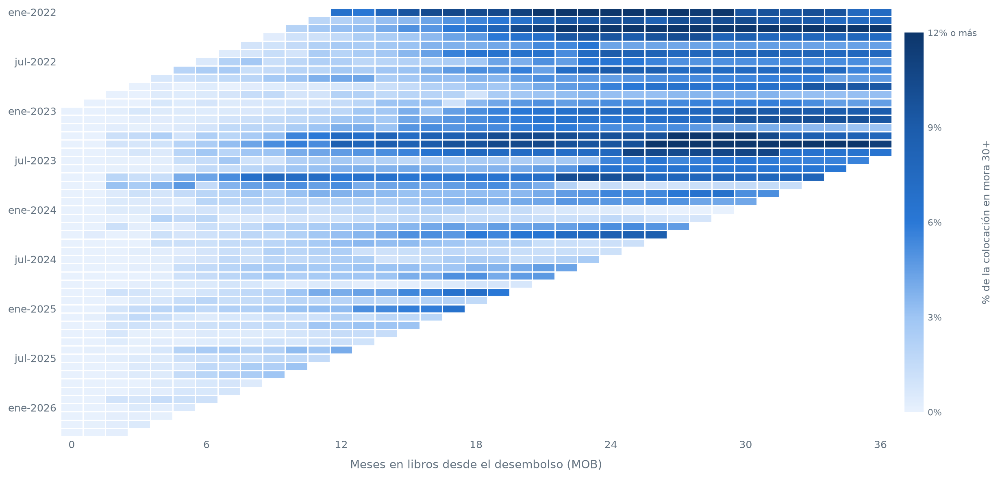 ene-2022
jul-2022
ene-2023
jul-2023
ene-2024
jul-2024
ene-2025
jul-2025
ene-2026
0
6
12
18
24
30
36
Meses en libros desde el desembolso (MOB)
12% o más
9%
6%
3%
0%
% de la colocación en mora 30+